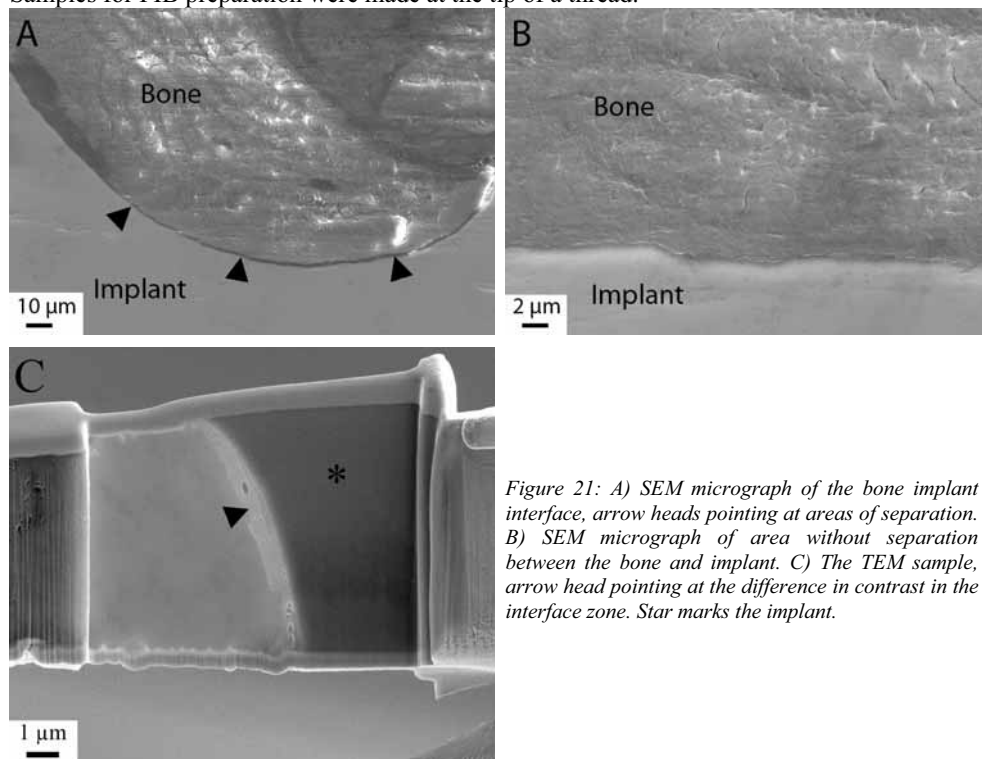 Samples for FIB preparation were made at the tip of a thread.
A
Bone
Implant
10 µm
B
Bone
Implant
2 µm
C
*
1 µm
Figure 21: A) SEM micrograph of the bone implant
interface, arrow heads pointing at areas of separation.
B) SEM micrograph of area without separation
between the bone and implant. C) The TEM sample,
arrow head pointing at the difference in contrast in the
interface zone. Star marks the implant.